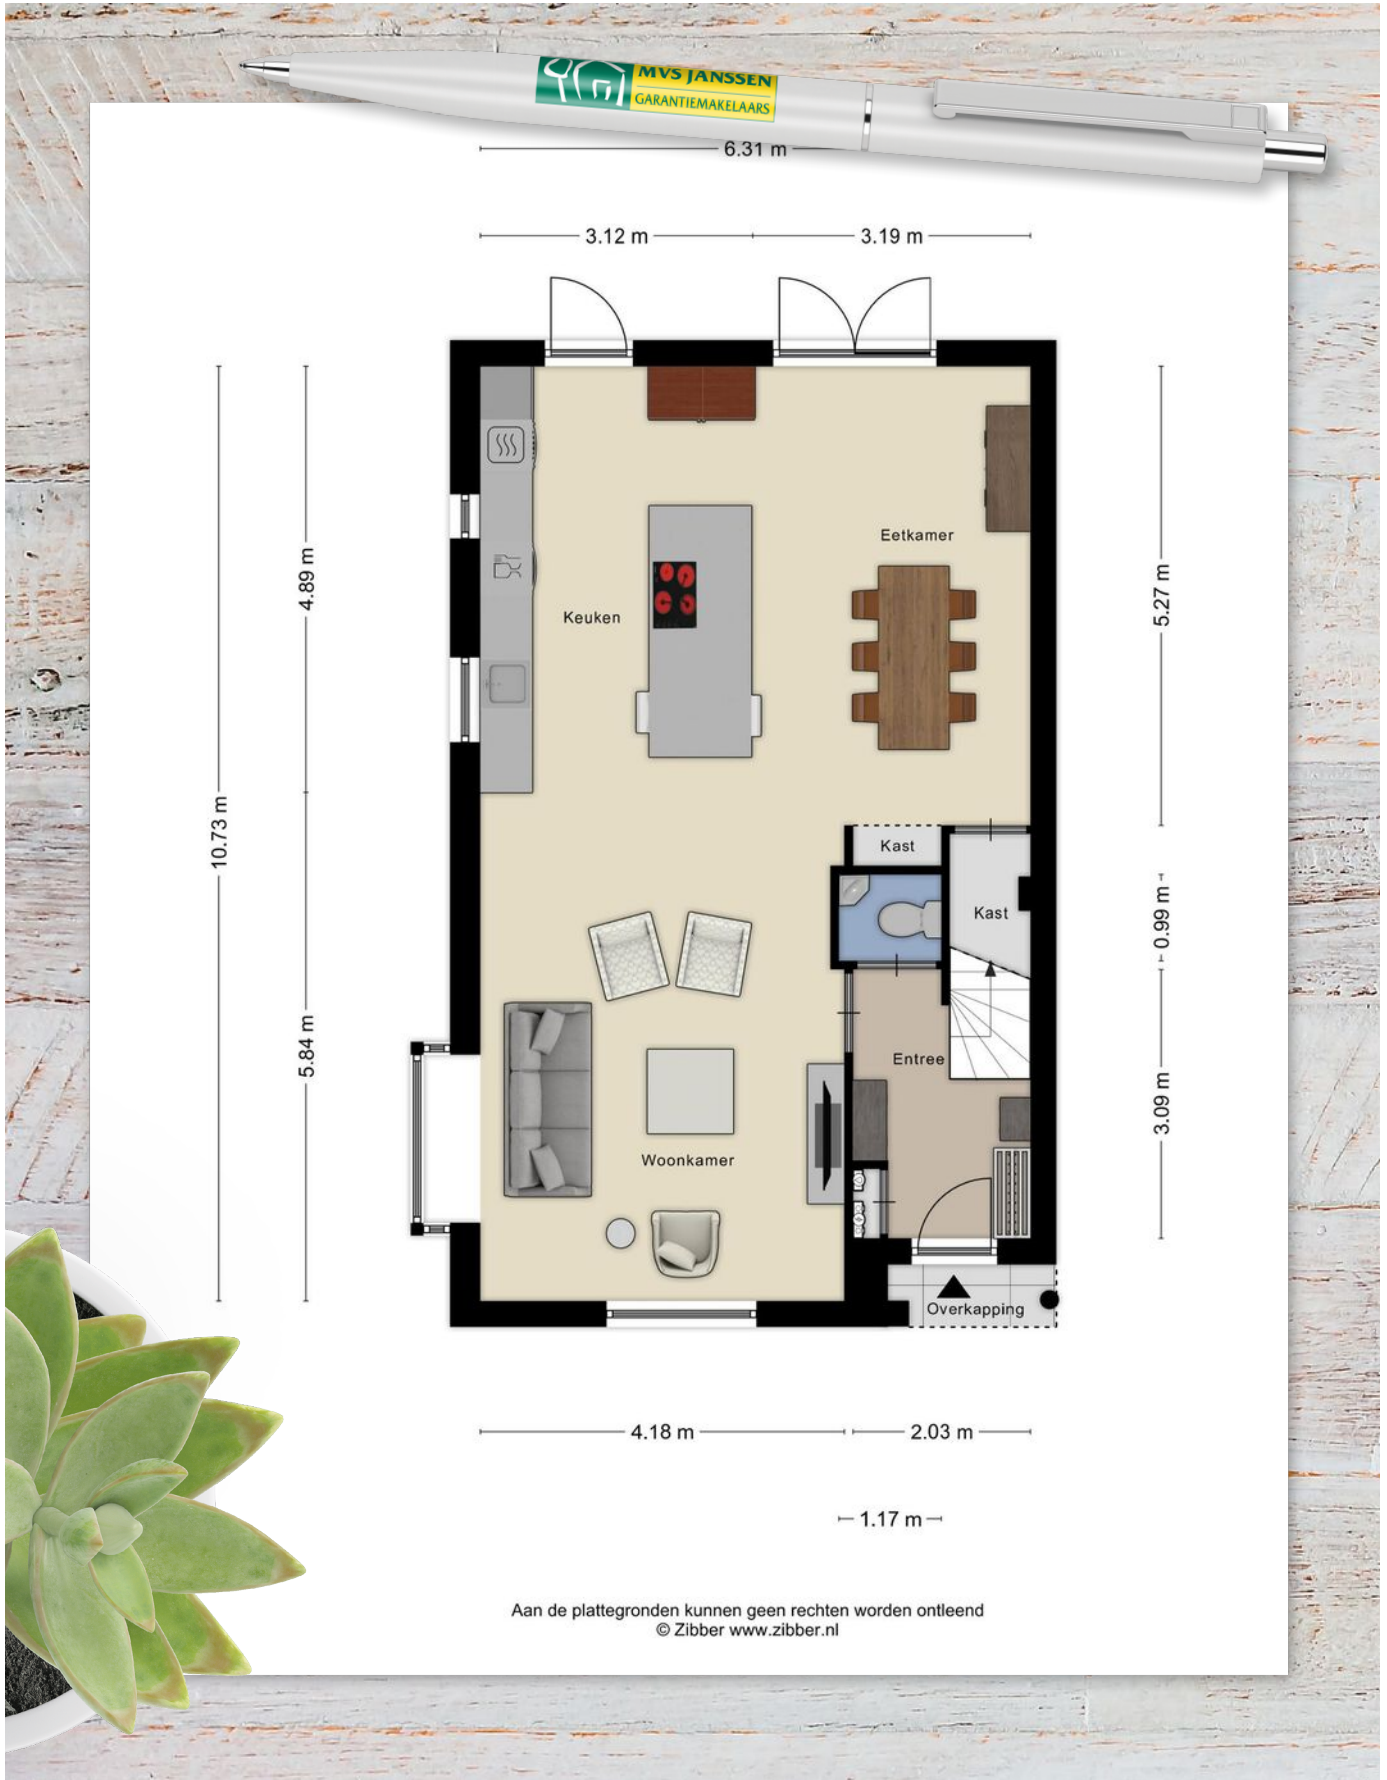 MVS JANSSEN
GARANTIEMAKELAARS
6.31 m
3.12 m
3.19 m
Eetkamer
4.89 m
5.27 m
Keuken
10.73 m
Kast
0.99 m
Kast
5.84 m
Entree
3.09 m
Woonkamer
Overkapping
4.18 m
2.03 m
1.17 m
Aan de plattegronden kunnen geen rechten worden ontleend
© Zibber www.zibber.nl